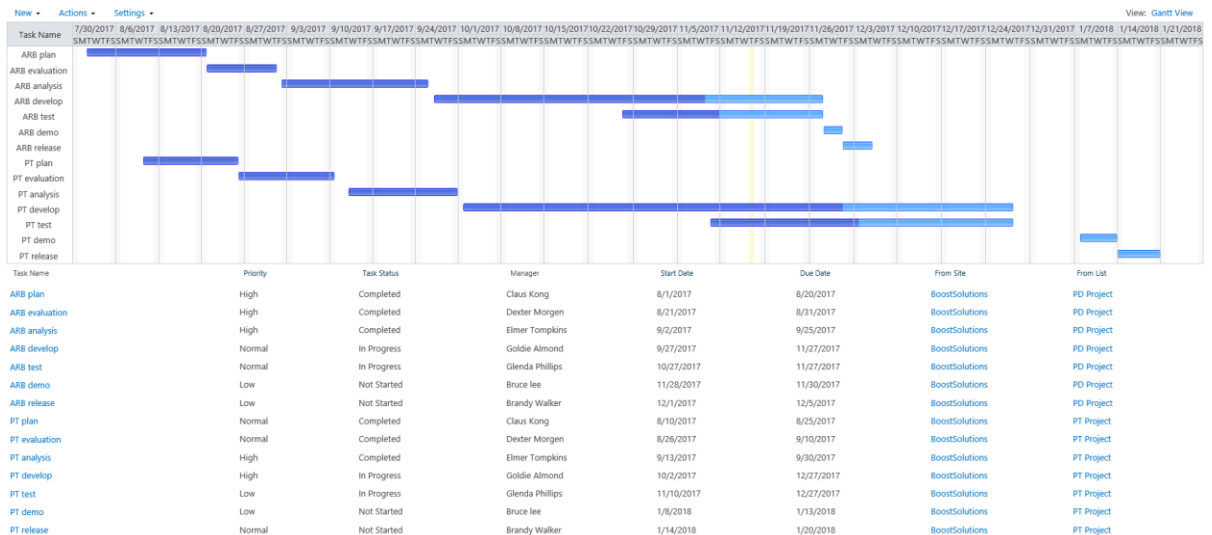 New Actions Settings View: Gantt View
Task Name 7/30/2017 8/6/2017 8/13/2017 8/20/2017 8/27/2017 9/3/2017 9/10/2017 9/17/2017 9/24/2017 10/1/2017 10/8/2017 10/15/2017 10/22/2017 10/29/2017 11/5/2017 11/12/2017 11/19/2017 11/26/2017 12/3/2017 12/10/2017 12/17/2017 12/24/2017 12/31/2017 1/7/2018 1/14/2018 1/21/2018
SMTWTFSSMTWTFSSMTWTFSSMTWTFSSMTWTFSSMTWTFSSMTWTFSSMTWTFSSMTWTFSSMTWTFSSMTWTFSSMTWTFSSMTWTFSSMTWTFSSMTWTFSSMTWTFSSMTWTFSSMTWTFSSMTWTFSSMTWTFSSMTWTFSSMTWTFSSMTWTFSSMTWTFSSMTWTFSSMTWTFS
ARB plan
ARB evaluation
ARB analysis
ARB develop
ARB test
ARB demo
ARB release
PT plan
PT evaluation
PT analysis
PT develop
PT test
PT demo
PT release
Task Name Priority Task Status Manager Start Date Due Date From Site From List
ARB plan High Completed Claus Kong 8/1/2017 8/20/2017 BoostSolutions PD Project
ARB evaluation High Completed Dexter Morgen 8/21/2017 8/31/2017 BoostSolutions PD Project
ARB analysis High Completed Elmer Tompkins 9/2/2017 9/25/2017 BoostSolutions PD Project
ARB develop Normal In Progress Goldie Almond 9/27/2017 11/27/2017 BoostSolutions PD Project
ARB test Normal In Progress Glenda Phillips 10/27/2017 11/27/2017 BoostSolutions PD Project
ARB demo Low Not Started Bruce lee 11/28/2017 11/30/2017 BoostSolutions PD Project
ARB release Low Not Started Brandy Walker 12/1/2017 12/5/2017 BoostSolutions PD Project
PT plan Normal Completed Claus Kong 8/10/2017 8/25/2017 BoostSolutions PT Project
PT evaluation Normal Completed Dexter Morgen 8/26/2017 9/10/2017 BoostSolutions PT Project
PT analysis High Completed Elmer Tompkins 9/13/2017 9/30/2017 BoostSolutions PT Project
PT develop High In Progress Goldie Almond 10/2/2017 12/27/2017 BoostSolutions PT Project
PT test Low In Progress Glenda Phillips 11/10/2017 12/27/2017 BoostSolutions PT Project
PT demo Low Not Started Bruce lee 1/8/2018 1/13/2018 BoostSolutions PT Project
PT release Normal Not Started Brandy Walker 1/14/2018 1/20/2018 BoostSolutions PT Project